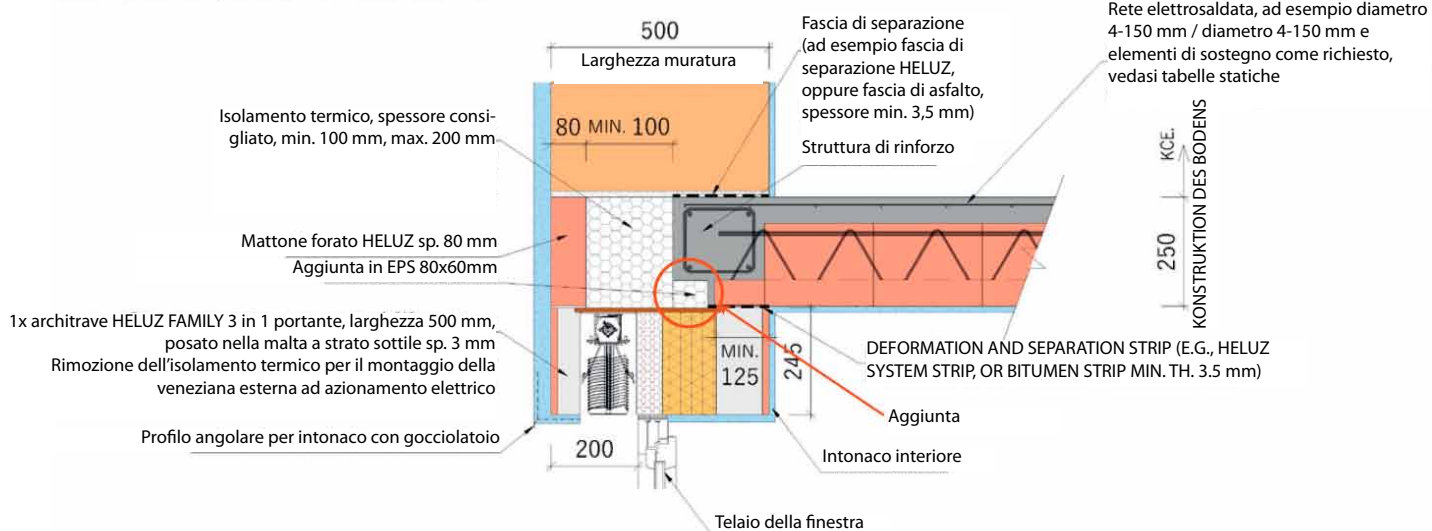 500
Larghezza muratura
Fascia di separazione
(ad esempio fascia di
separazione HELUZ,
oppure fascia di asfalto,
spessore min. 3,5 mm)
Rete elettrosaldata, ad esempio diametro
4-150 mm / diametro 4-150 mm e
elementi di sostegno come richiesto,
vedasi tabelle statiche
Isolamento termico, spessore consi-
gliato, min. 100 mm, max. 200 mm
80 MIN. 100
Struttura di rinforzo
KCE.
KONSTRUKTION DES BODENS
250
Mattone forato HELUZ sp. 80 mm
Aggiunta in EPS 80x60mm
1x architrave HELUZ FAMILY 3 in 1 portante, larghezza 500 mm,
posato nella malta a strato sottile sp. 3 mm
Rimozione dell'isolamento termico per il montaggio della
veneziana esterna ad azionamento elettrico
MIN.
125
245
DEFORMATION AND SEPARATION STRIP (E.G., HELUZ
SYSTEM STRIP, OR BITUMEN STRIP MIN. TH. 3.5 mm)
Aggiunta
Profilo angolare per intonaco con gocciolatoio
200
Intonaco interiore
Telaio della finestra